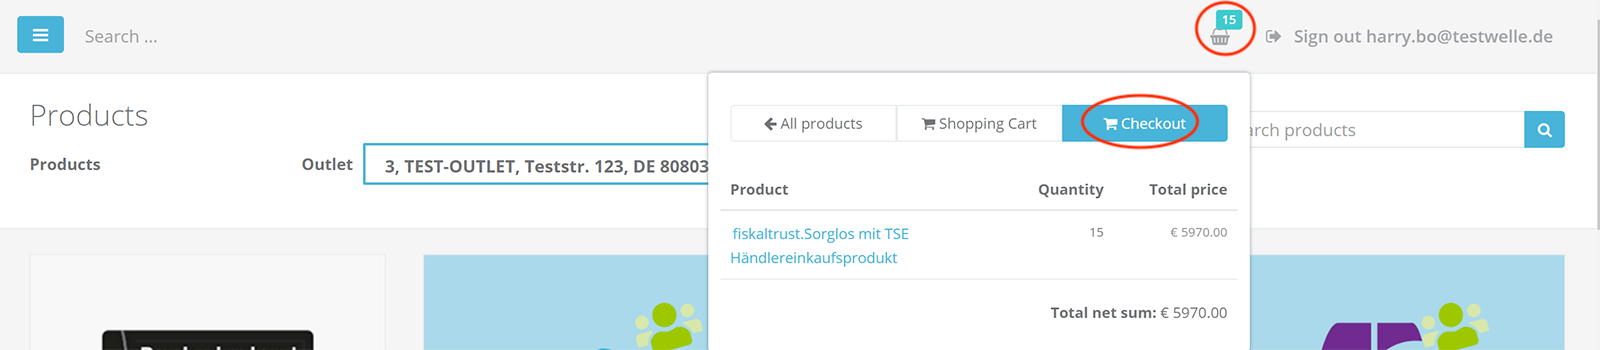 Search ...
15
Sign out harry.bo@testwelle.de
Products
All products
Shopping Cart
Checkout
arch products
Products
Outlet
3, TEST-OUTLET, Teststr. 123, DE 80803
Product
Quantity
Total price
fiskaltrust.Sorglos mit TSE
15
€ 5970.00
Händlereinkaufsprodukt
Total net sum: € 5970.00